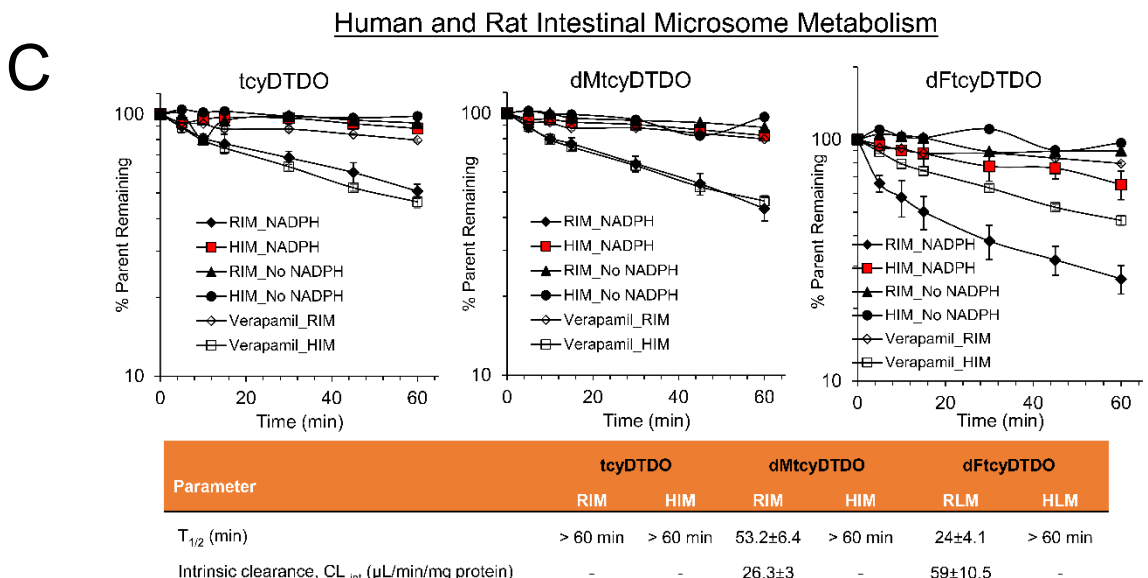 Human and Rat Intestinal Microsome Metabolism
C
tcyDTDO
dMtcyDTDO
dFtcyDTDO
% Parent Remaining
100
10
RIM_NADPH
HIM_NADPH
RIM_No NADPH
HIM_No NADPH
Verapamil_RIM
Verapamil_HIM
0 20 40 60
Time (min)
% Parent Remaining
100
10
RIM_NADPH
HIM_NADPH
RIM_No NADPH
HIM_No NADPH
Verapamil_RIM
Verapamil_HIM
0 20 40 60
Time (min)
% Parent Remaining
100
10
RIM_NADPH
HIM_NADPH
RIM_No NADPH
HIM_No NADPH
Verapamil_RIM
Verapamil_HIM
0 20 40 60
Time (min)
tcyDTDO dMtcyDTDO dFtcyDTDO
Parameter RIM HIM RIM HIM RLM HLM
T1/2 (min) > 60 min > 60 min 53.2±6.4 > 60 min 24±4.1 > 60 min
Intrinsic clearance, CL int (µL/min/mg protein) - - 26.3±3 - 59±10.5 -